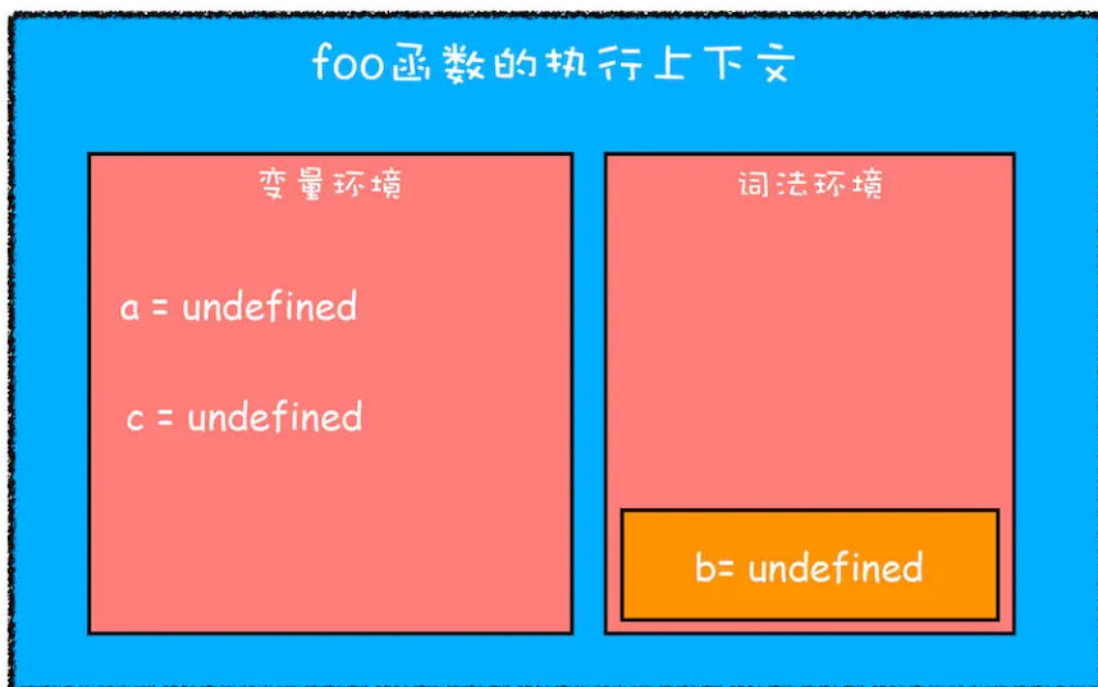 foo函数的执行上下文
变量环境
a = undefined
c = undefined
词法环境
b= undefined